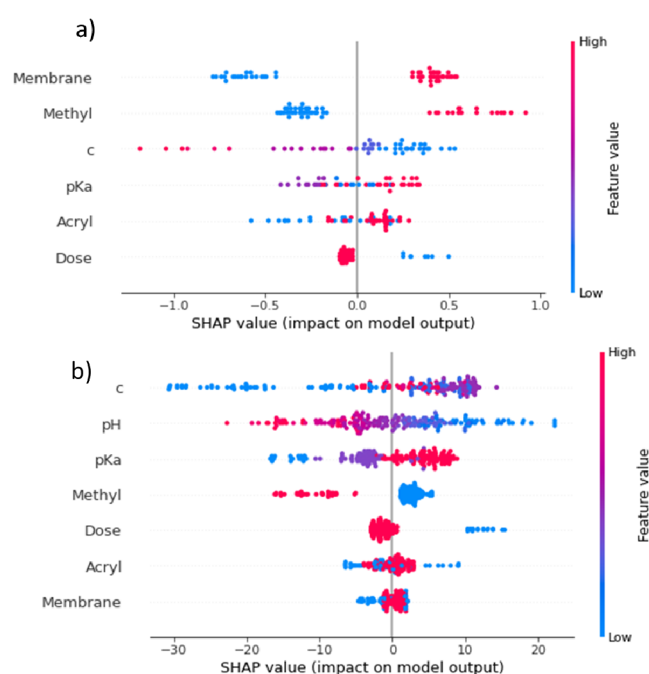 a)
High
Membrane
Methyl
c
pKa
Acryl
Dose
Feature value
Low
−1.0 −0.5 0.0 0.5 1.0
SHAP value (impact on model output)
b)
High
c
pH
pKa
Methyl
Dose
Acryl
Membrane
Feature value
Low
−30 −20 −10 0 10 20
SHAP value (impact on model output)